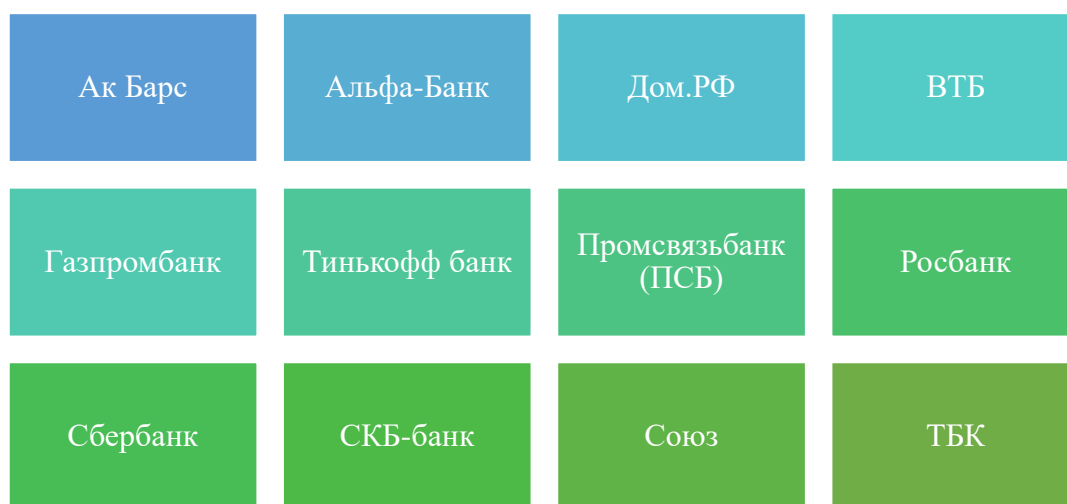 Ак Барс
Альфа-Банк
Дом.РФ
ВТБ
Газпромбанк
Тинькофф банк
Промсвязьбанк
(ПСБ)
Росбанк
Сбербанк
СКБ-банк
Союз
ТБК